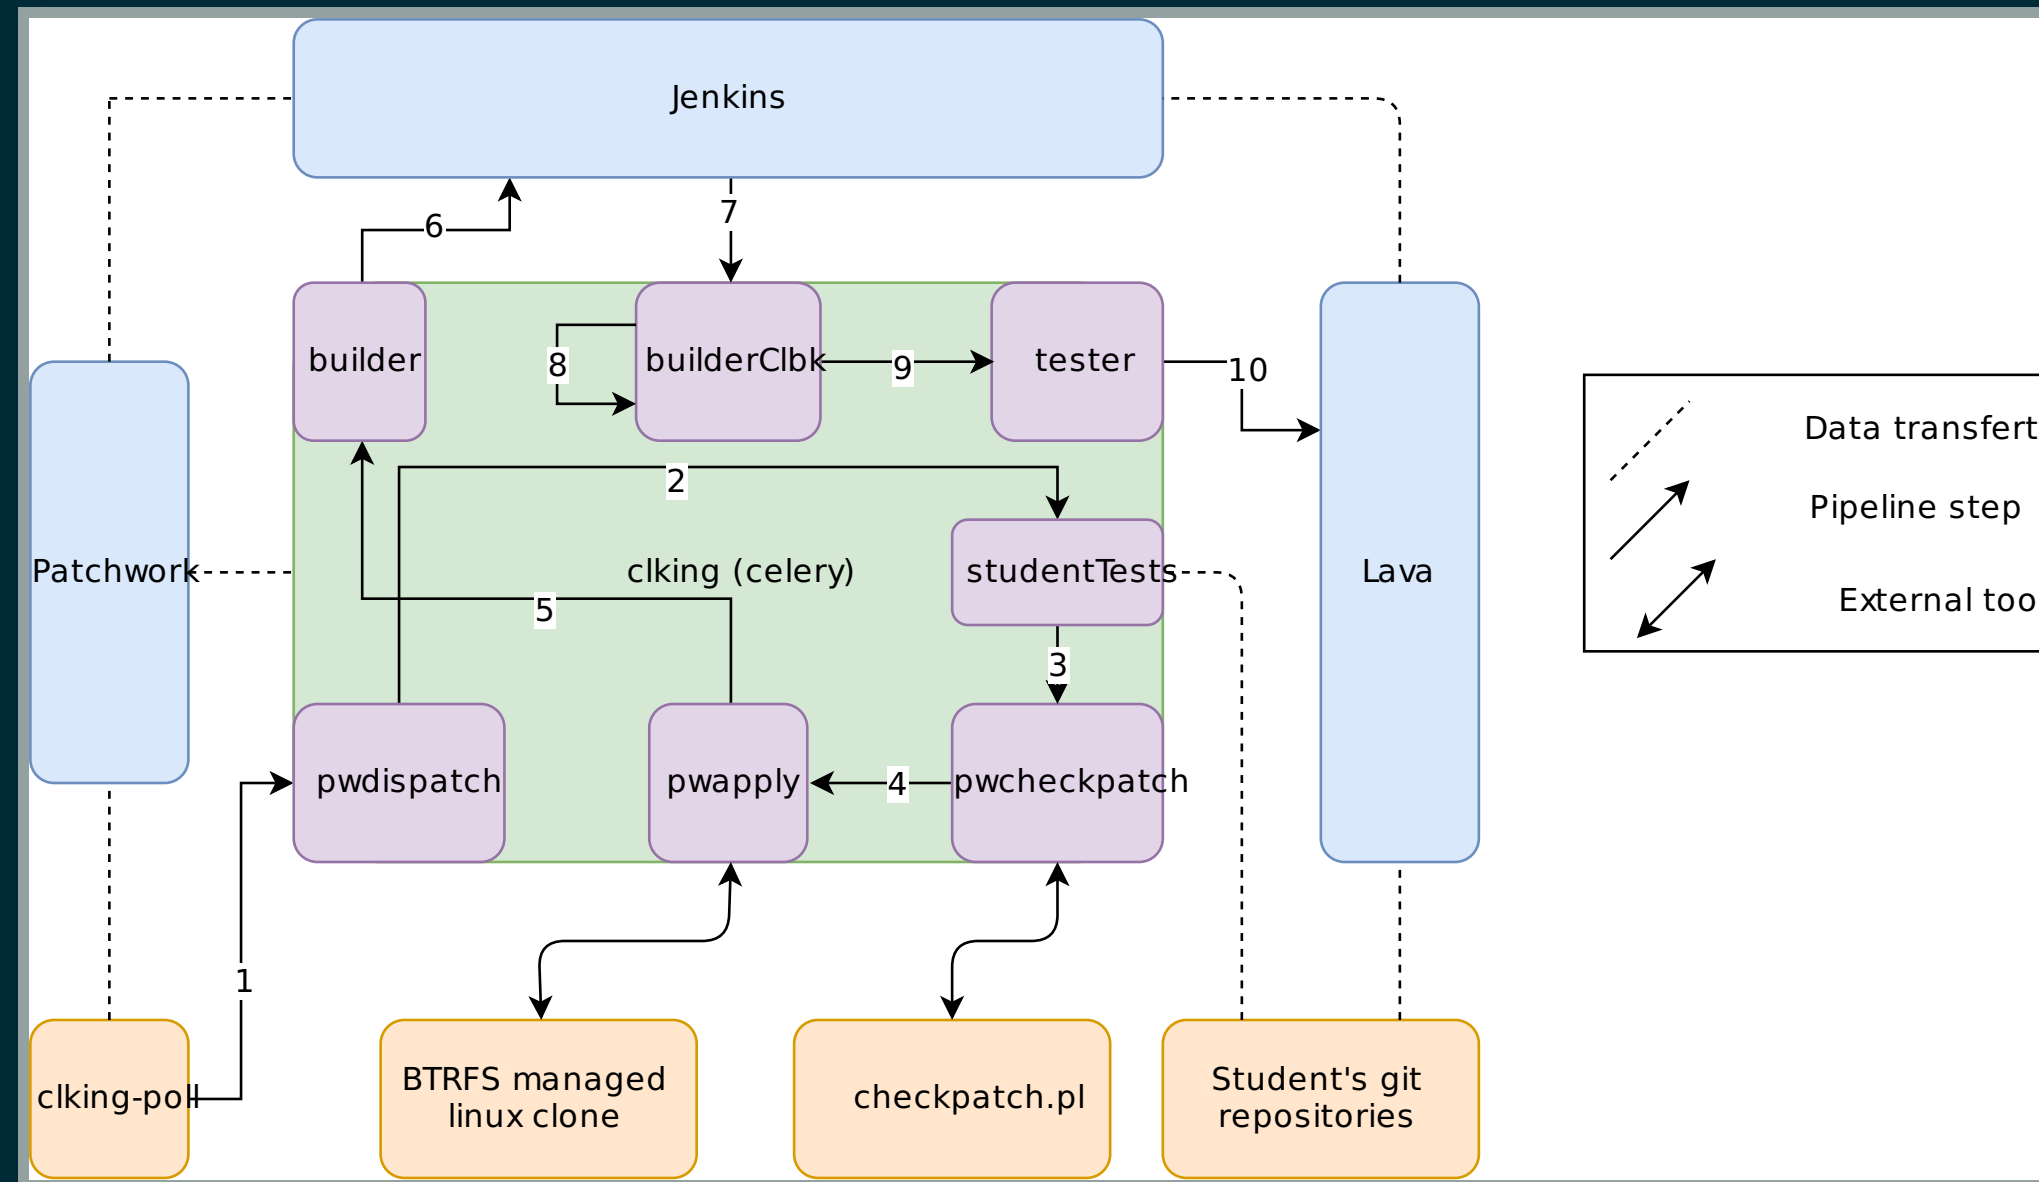 Jenkins
6
7
builder
8
builderClbk
9
tester
10
Data transfert
2
Pipeline step
Patchwork
clking (celery)
studentTests
Lava
5
External too
3
pwdispatch
pwapply
4
pwcheckpatch
1
clking-poll
BTRFS managed
linux clone
checkpatch.pl
Student's git
repositories